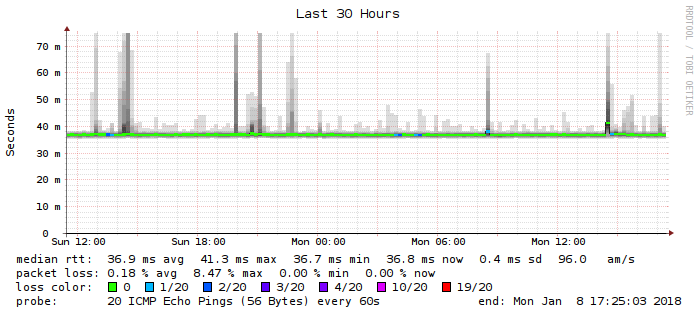 Last 30 Hours
RRDTOOL / TOBI OETIKER
Seconds
70 m
60 m
50 m
40 m
30 m
20 m
10 m
0
Sun 12:00 Sun 18:00 Mon 00:00 Mon 06:00 Mon 12:00
median rtt: 36.9 ms avg 41.3 ms max 36.7 ms min 36.8 ms now 0.4 ms sd 96.0 am/s
packet loss: 0.18 % avg 8.47 % max 0.00 % min 0.00 % now
loss color: 0 1/20 2/20 3/20 4/20 10/20 19/20
probe: 20 ICMP Echo Pings (56 Bytes) every 60s end: Mon Jan 8 17:25:03 2018